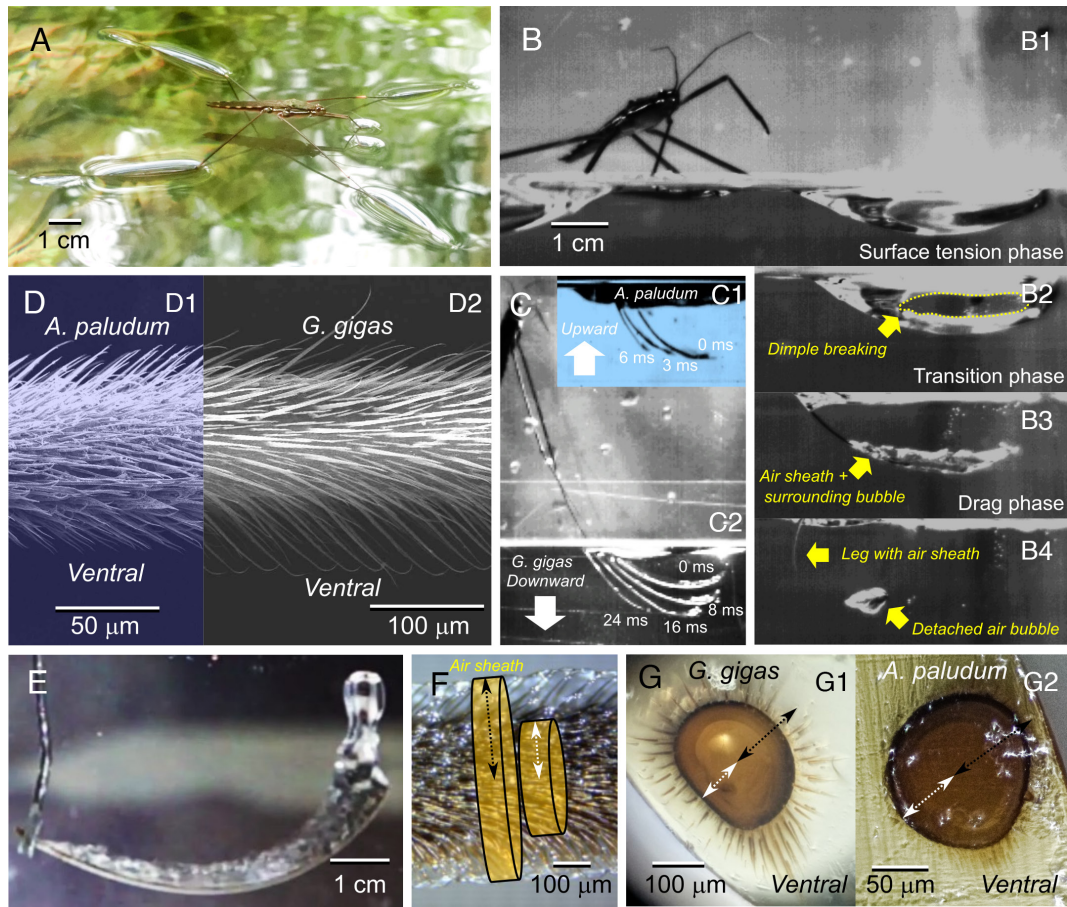 A
1 cm
B
B1
1 cm
Surface tension phase
D
D1
A. paludum
D2
G. gigas
Ventral
50 μm
Ventral
100 μm
C
C1
A. paludum
Upward
0 ms
6 ms
3 ms
C2
G. gigas
Downward
0 ms
8 ms
24 ms
16 ms
B2
Dimple breaking
Transition phase
B3
Air sheath +
surrounding bubble
Drag phase
B4
Leg with air sheath
Detached air bubble
E
1 cm
Air sheath
F
100 μm
G
G. gigas
G1
100 μm
Ventral
A. paludum
G2
50 μm
Ventral